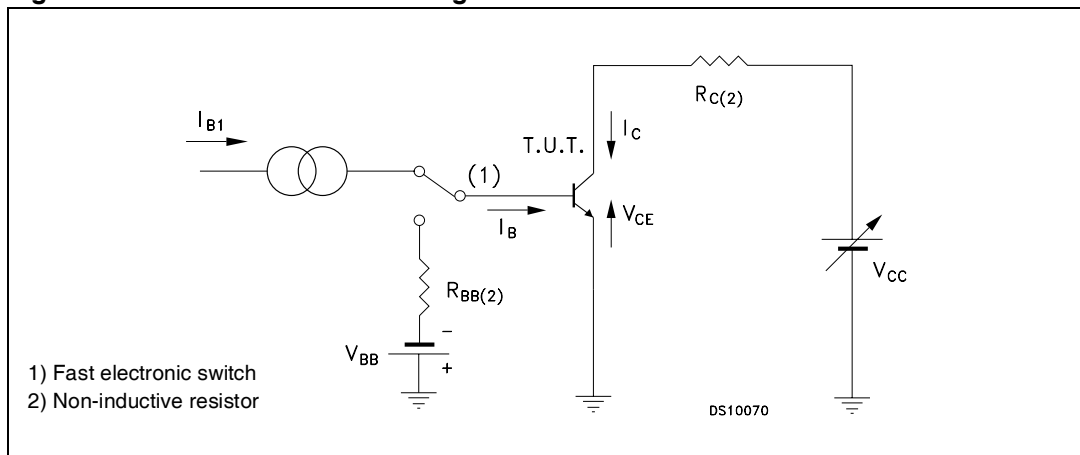 I_B1
R_C(2)
T.U.T.
I_C
(1)
I_B
V_CE
R_BB(2)
V_BB
−
+
V_CC
1) Fast electronic switch
2) Non-inductive resistor
DS10070